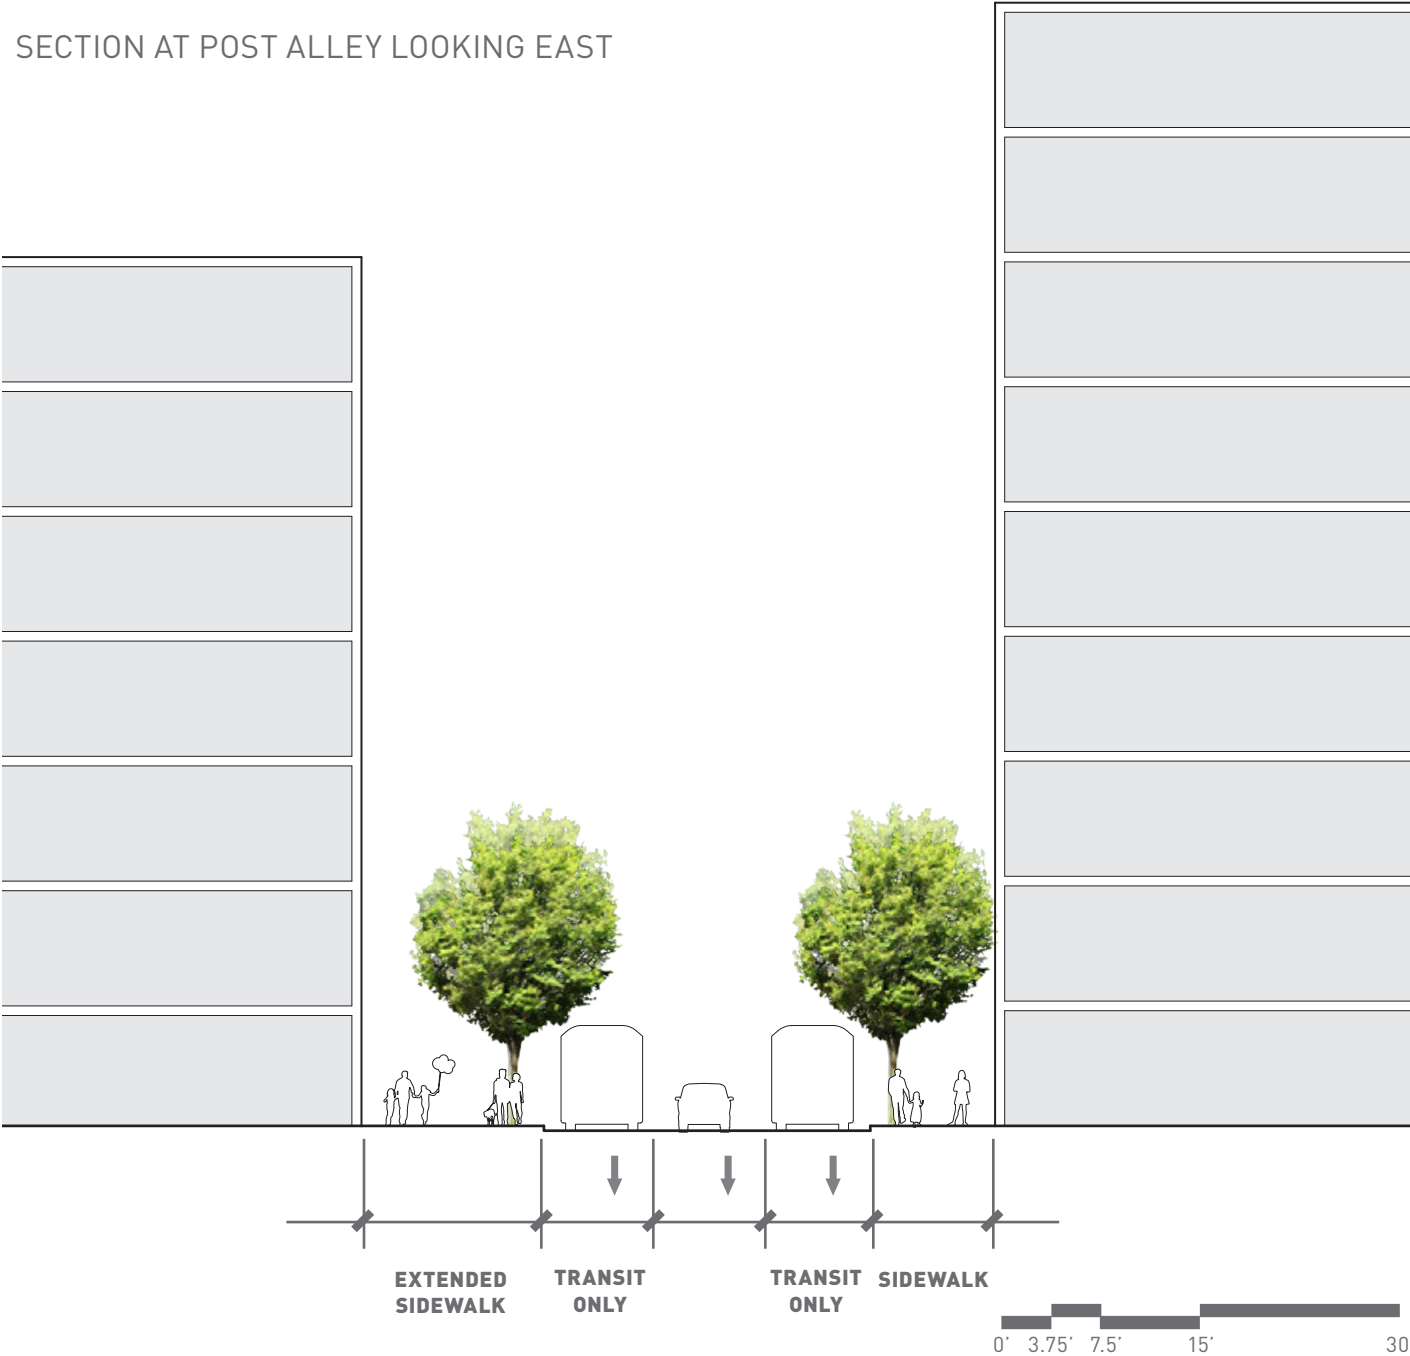 SECTION AT POST ALLEY LOOKING EAST
EXTENDED
SIDEWALK
TRANSIT
ONLY
TRANSIT
ONLY
SIDEWALK
0' 3.75' 7.5' 15' 30